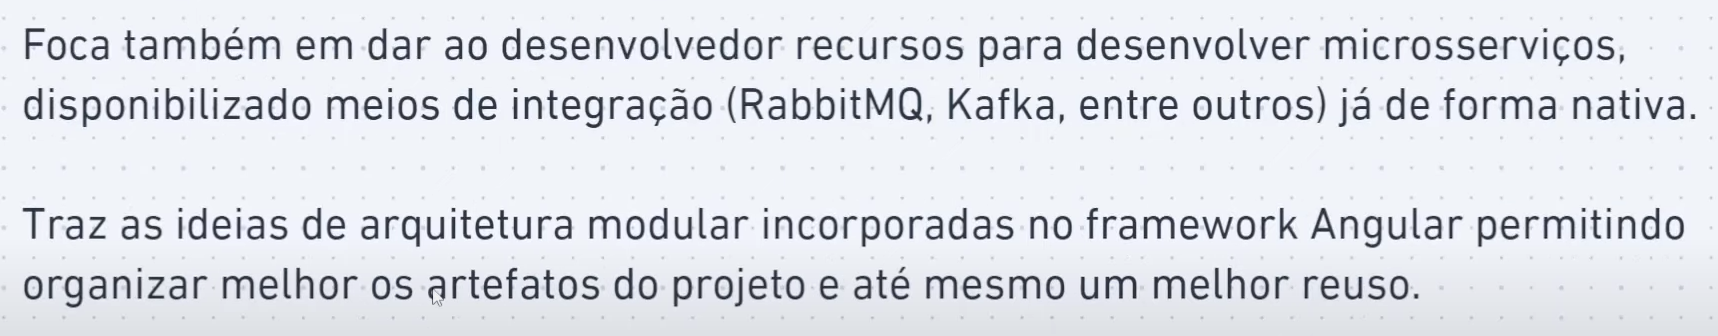 Foca também em dar ao desenvolvedor recursos para desenvolver microsserviços,
disponibilizado meios de integração (RabbitMQ, Kafka, entre outros) já de forma nativa.
Traz as ideias de arquitetura modular incorporadas no framework Angular permitindo
organizar melhor os artefatos do projeto e até mesmo um melhor reuso.